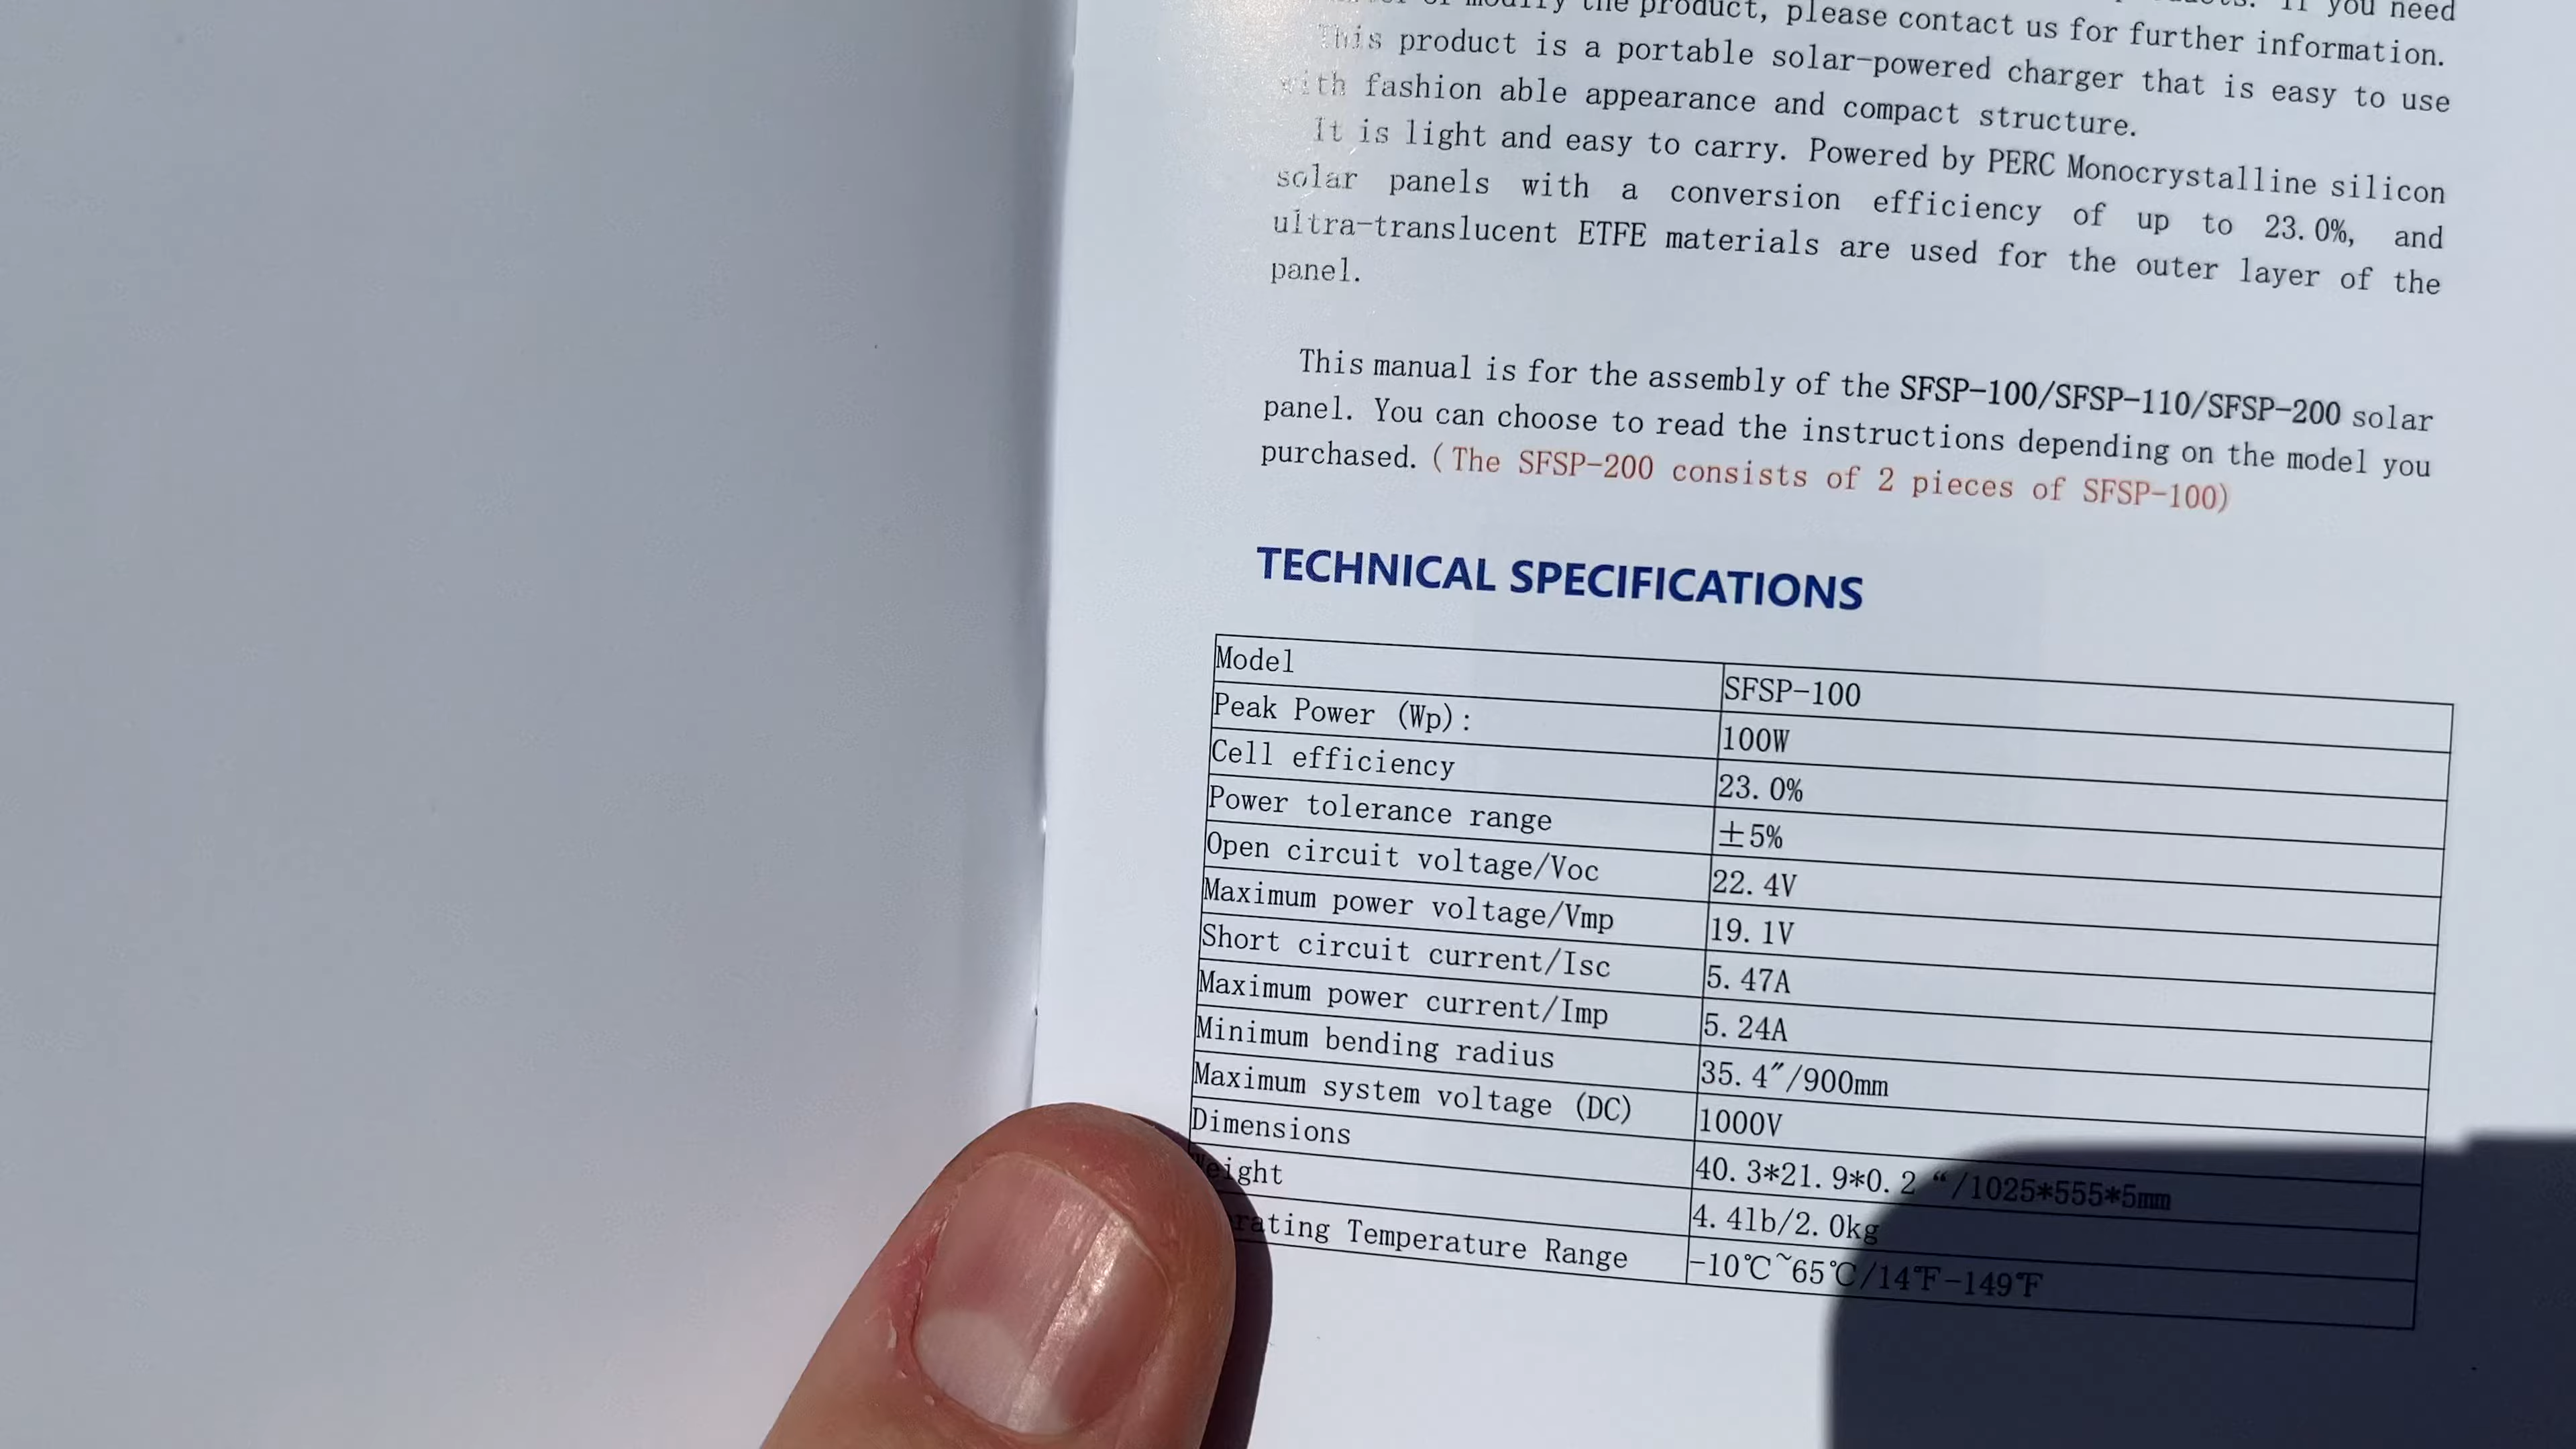 modify the product, please contact us for further information.
This product is a portable solar-powered charger that is easy to use
with fashion able appearance and compact structure.
It is light and easy to carry. Powered by PERC Monocrystalline silicon
solar panels with a conversion efficiency of up to 23.0%, and
ultra-translucent ETFE materials are used for the outer layer of the
panel.
This manual is for the assembly of the SFSP-100/SFSP-110/SFSP-200 solar
panel. You can choose to read the instructions depending on the model you
purchased. (The SFSP-200 consists of 2 pieces of SFSP-100)
TECHNICAL SPECIFICATIONS
Model SFSP-100
Peak Power (Wp): 100W
Cell efficiency 23.0%
Power tolerance range ±5%
Open circuit voltage/Voc 22.4V
Maximum power voltage/Vmp 19.1V
Short circuit current/Isc 5.47A
Maximum power current/Imp 5.24A
Minimum bending radius 35.4″/900mm
Maximum system voltage (DC) 1000V
Dimensions 40.3*21.9*0.2 “/1025*555*5mm
Weight 4.4lb/2.0kg
rating Temperature Range -10℃~65℃/14℉-149℉